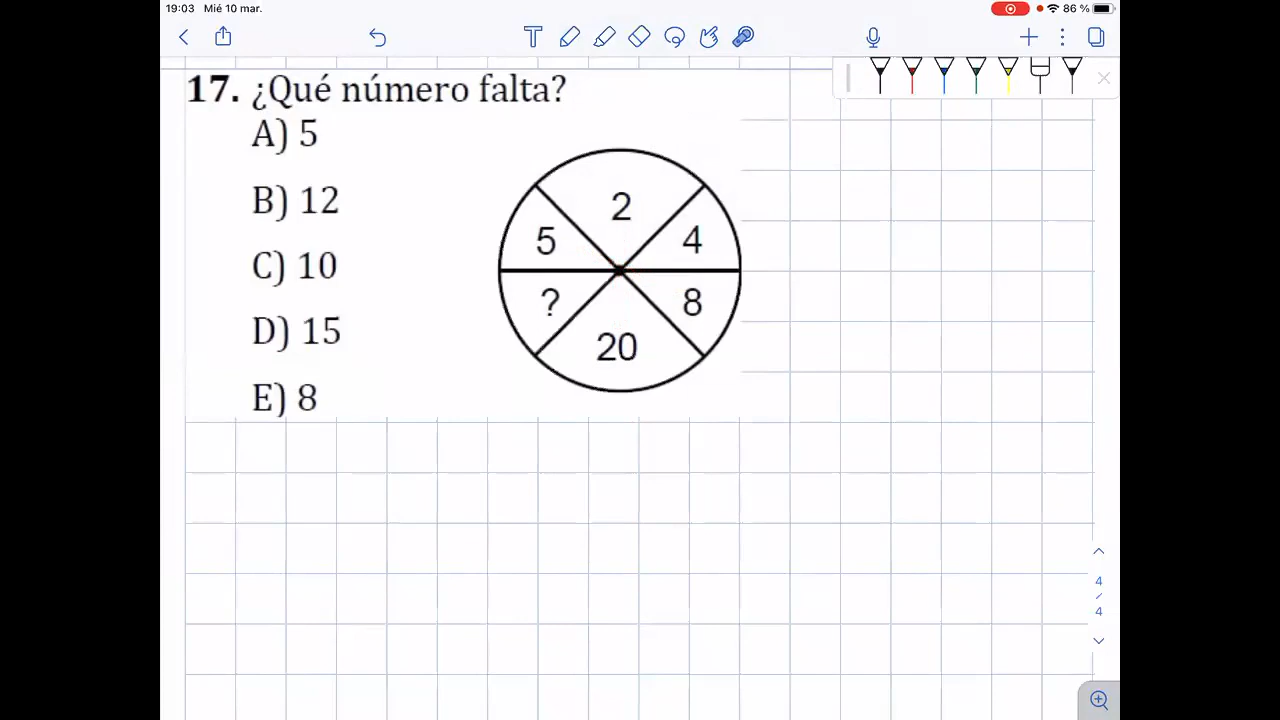 19:03 Mié 10 mar. 86 %
T
17. ¿Qué número falta?
A) 5
B) 12
C) 10
D) 15
E) 8
2
5 4
? 8
20
4
4